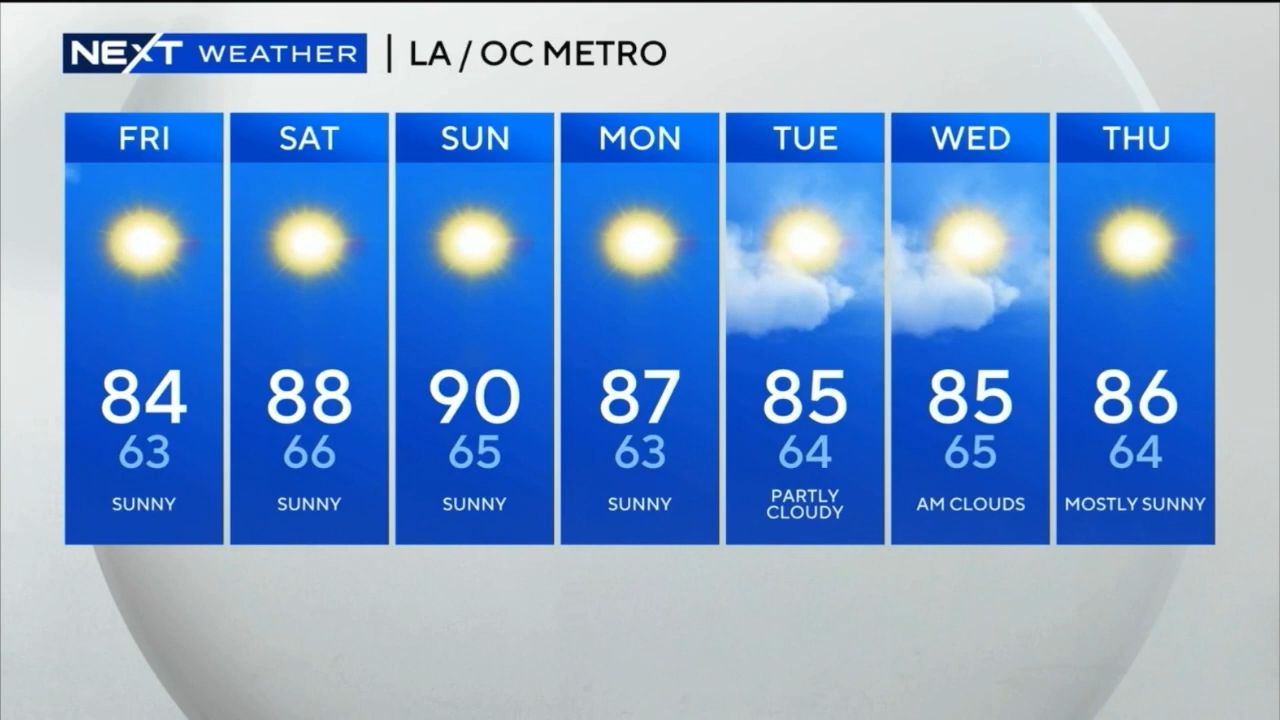 NEXT WEATHER | LA / OC METRO
FRI SAT SUN MON TUE WED THU
84 88 90 87 85 85 86
63 66 65 63 64 65 64
SUNNY SUNNY SUNNY SUNNY PARTLY CLOUDY AM CLOUDS MOSTLY SUNNY